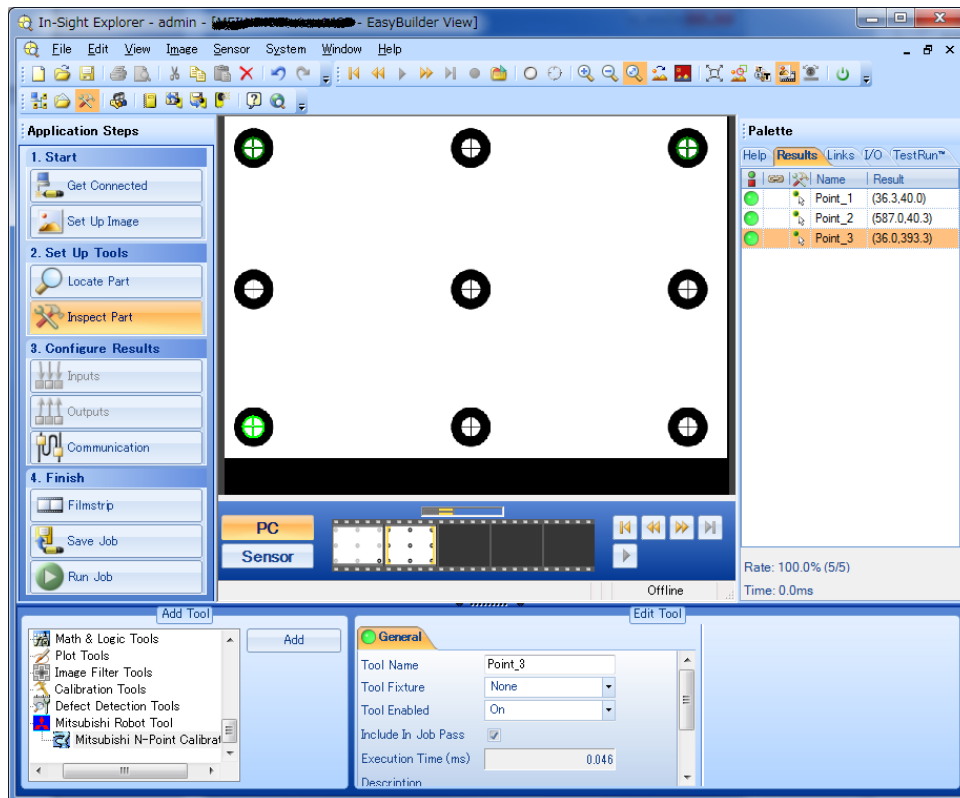 In-Sight Explorer - admin - [ - EasyBuilder View]
File Edit View Image Sensor System Window Help
Application Steps
1. Start
Get Connected
Set Up Image
2. Set Up Tools
Locate Part
Inspect Part
3. Configure Results
Inputs
Outputs
Communication
4. Finish
Filmstrip
Save Job
Run Job
PC
Sensor
Offline
Palette
Help Results Links I/O TestRun™
Name Result
Point_1 (36.3,40.0)
Point_2 (587.0,40.3)
Point_3 (36.0,393.3)
Rate: 100.0% (5/5)
Time: 0.0ms
Add Tool
Math & Logic Tools
Plot Tools
Image Filter Tools
Calibration Tools
Defect Detection Tools
Mitsubishi Robot Tool
Mitsubishi N-Point Calibrat
Add
Edit Tool
General
Tool Name Point_3
Tool Fixture None
Tool Enabled On
Include In Job Pass
Execution Time (ms) 0.046
Description